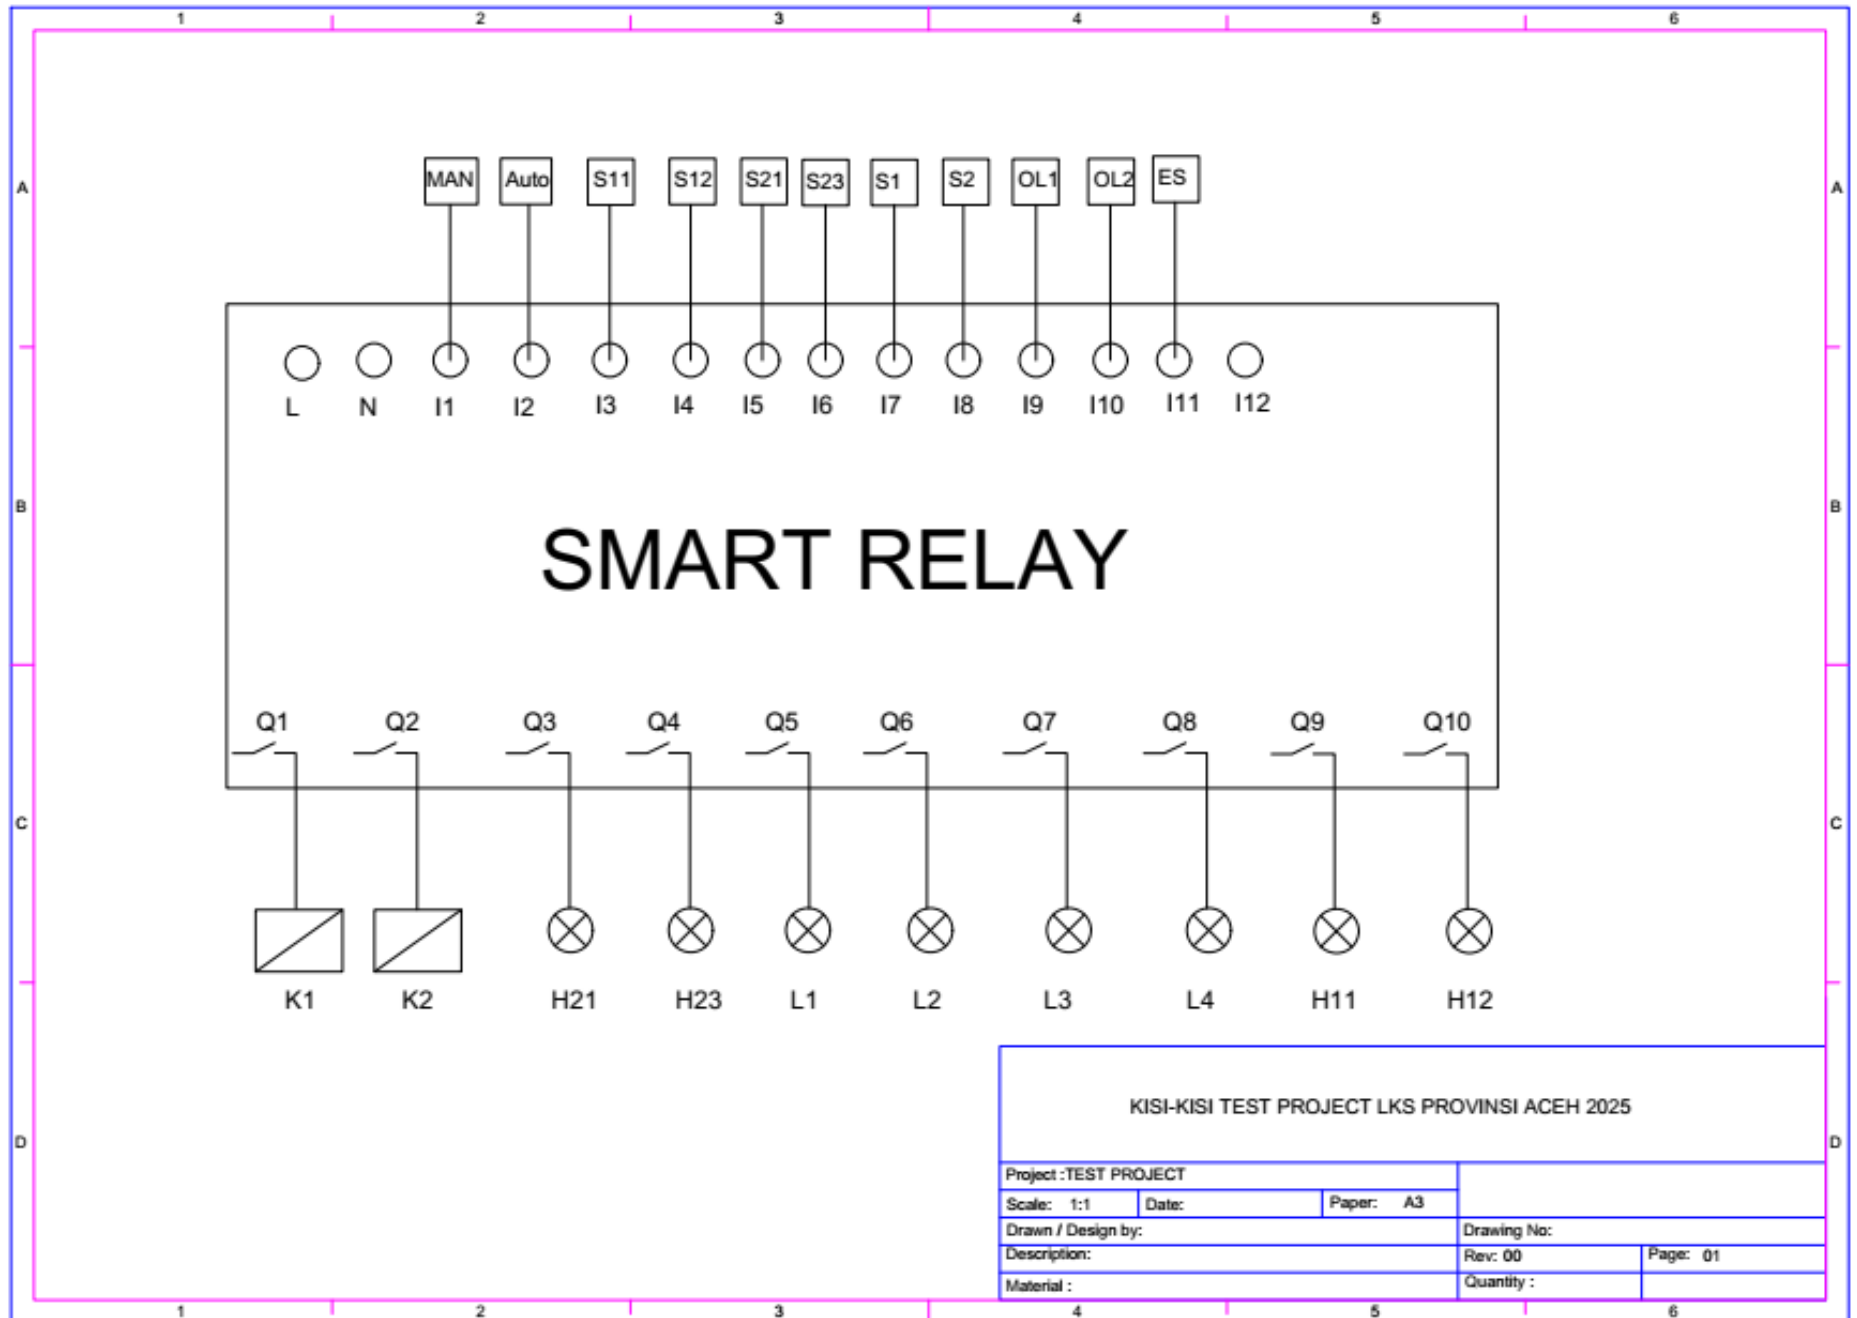 1 2 3 4 5 6
MAN Auto S11 S12 S21 S23 S1 S2 OL1 OL2 ES
A A
L N I1 I2 I3 I4 I5 I6 I7 I8 I9 I10 I11 I12
B B
SMART RELAY
Q1 Q2 Q3 Q4 Q5 Q6 Q7 Q8 Q9 Q10
C C
K1 K2 H21 H23 L1 L2 L3 L4 H11 H12
KISI-KISI TEST PROJECT LKS PROVINSI ACEH 2025
D D
Project :TEST PROJECT
Scale: 1:1 Date: Paper: A3
Drawn / Design by: Drawing No:
Description: Rev: 00 Page: 01
Material : Quantity :
1 2 3 4 5 6